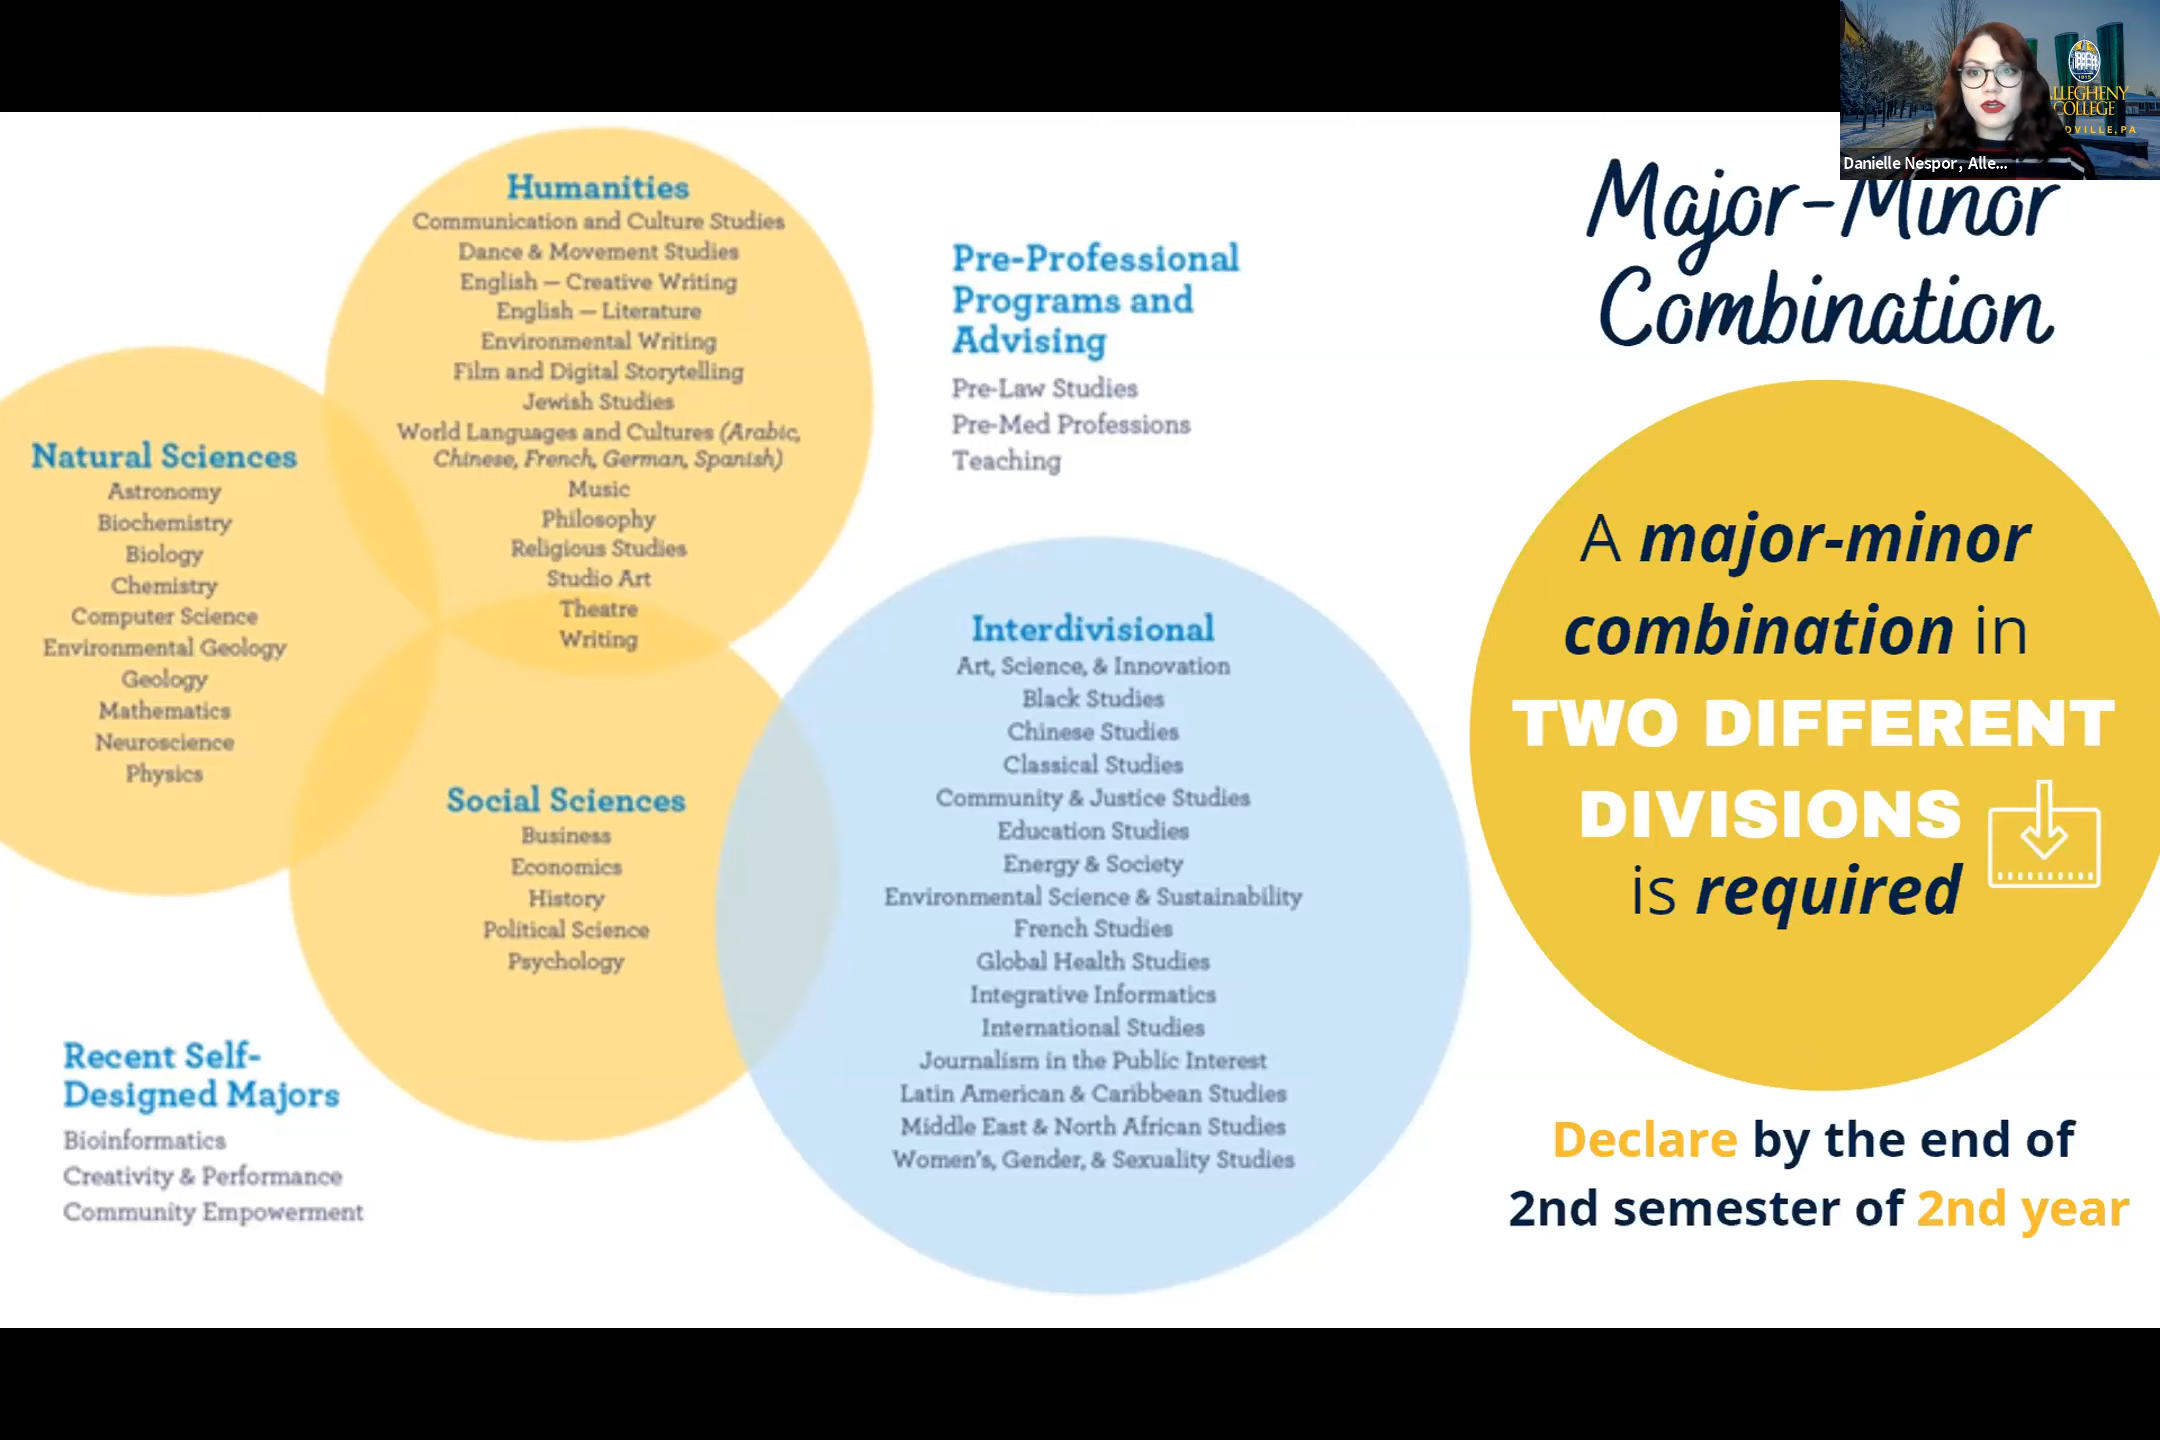 Humanities
Communication and Culture Studies
Dance & Movement Studies
English — Creative Writing
English — Literature
Environmental Writing
Film and Digital Storytelling
Jewish Studies
World Languages and Cultures (Arabic,
Chinese, French, German, Spanish)
Music
Philosophy
Religious Studies
Studio Art
Theatre
Writing
Natural Sciences
Astronomy
Biochemistry
Biology
Chemistry
Computer Science
Environmental Geology
Geology
Mathematics
Neuroscience
Physics
Social Sciences
Business
Economics
History
Political Science
Psychology
Recent Self-
Designed Majors
Bioinformatics
Creativity & Performance
Community Empowerment
Pre-Professional
Programs and
Advising
Pre-Law Studies
Pre-Med Professions
Teaching
Interdivisional
Art, Science, & Innovation
Black Studies
Chinese Studies
Classical Studies
Community & Justice Studies
Education Studies
Energy & Society
Environmental Science & Sustainability
French Studies
Global Health Studies
Integrative Informatics
International Studies
Journalism in the Public Interest
Latin American & Caribbean Studies
Middle East & North African Studies
Women's, Gender, & Sexuality Studies
LLEGHENY
COLLEGE
DVILLE, PA
Danielle Nespor, Alle...
Major-Minor
Combination
A major-minor
combination in
TWO DIFFERENT
DIVISIONS
is required
Declare by the end of
2nd semester of 2nd year